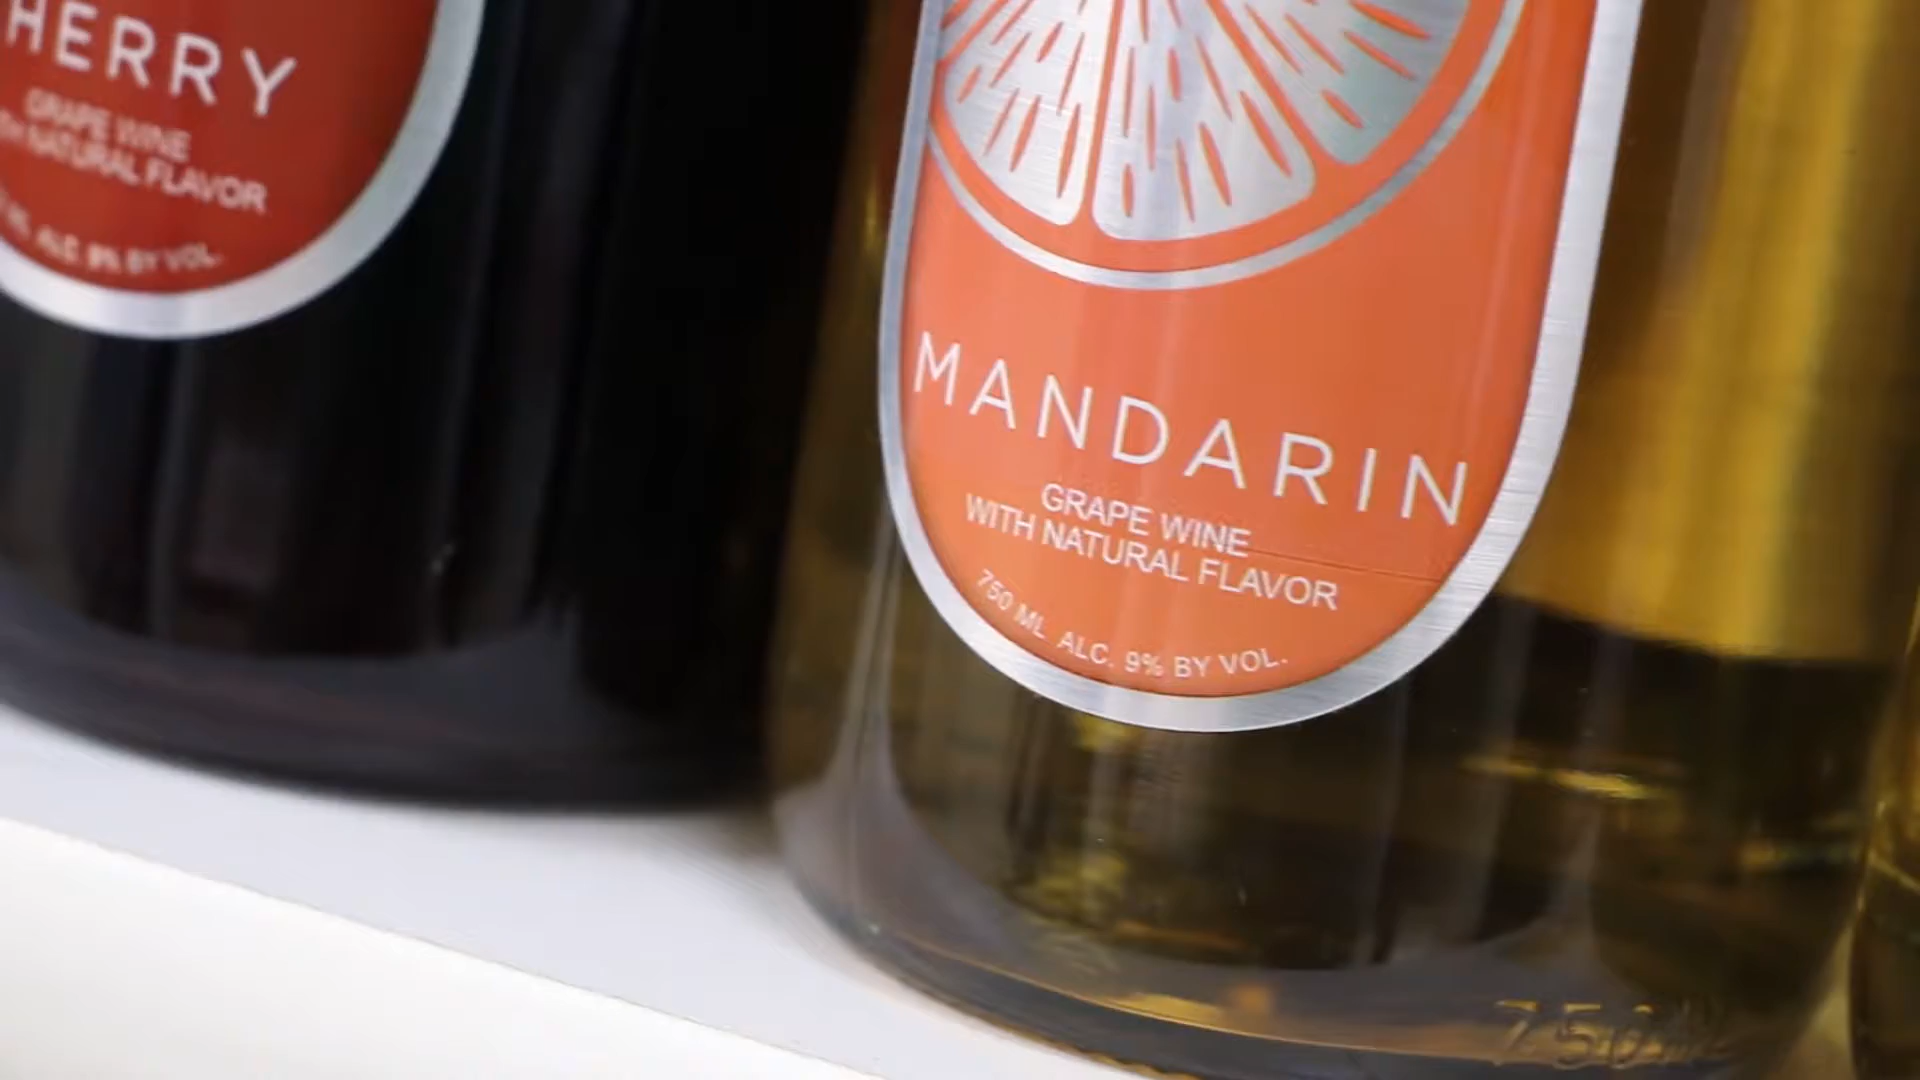 HERRY
GRAPE WINE
NATURAL FLAVOR
ALC. 9% BY VOL.
MANDARIN
GRAPE WINE
WITH NATURAL FLAVOR
750 ML ALC. 9% BY VOL.
750